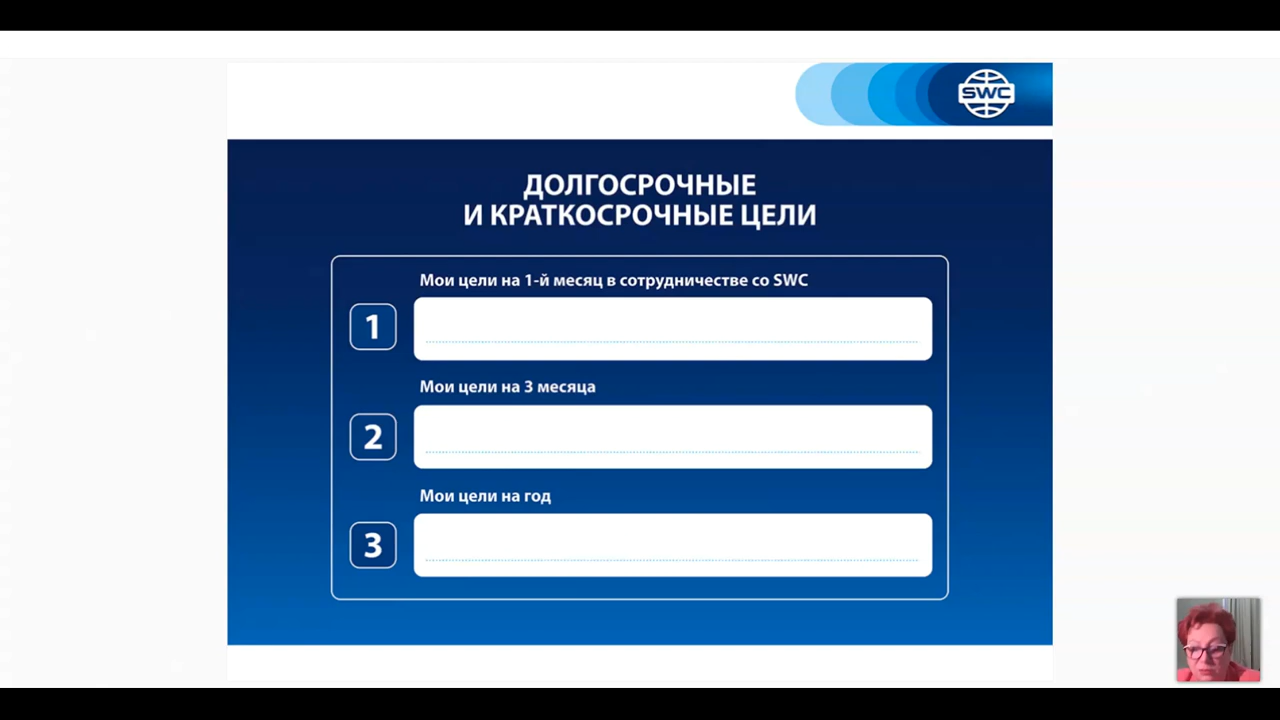 SWC
ДОЛГОСРОЧНЫЕ
И КРАТКОСРОЧНЫЕ ЦЕЛИ
Мои цели на 1-й месяц в сотрудничестве со SWC
1
Мои цели на 3 месяца
2
Мои цели на год
3